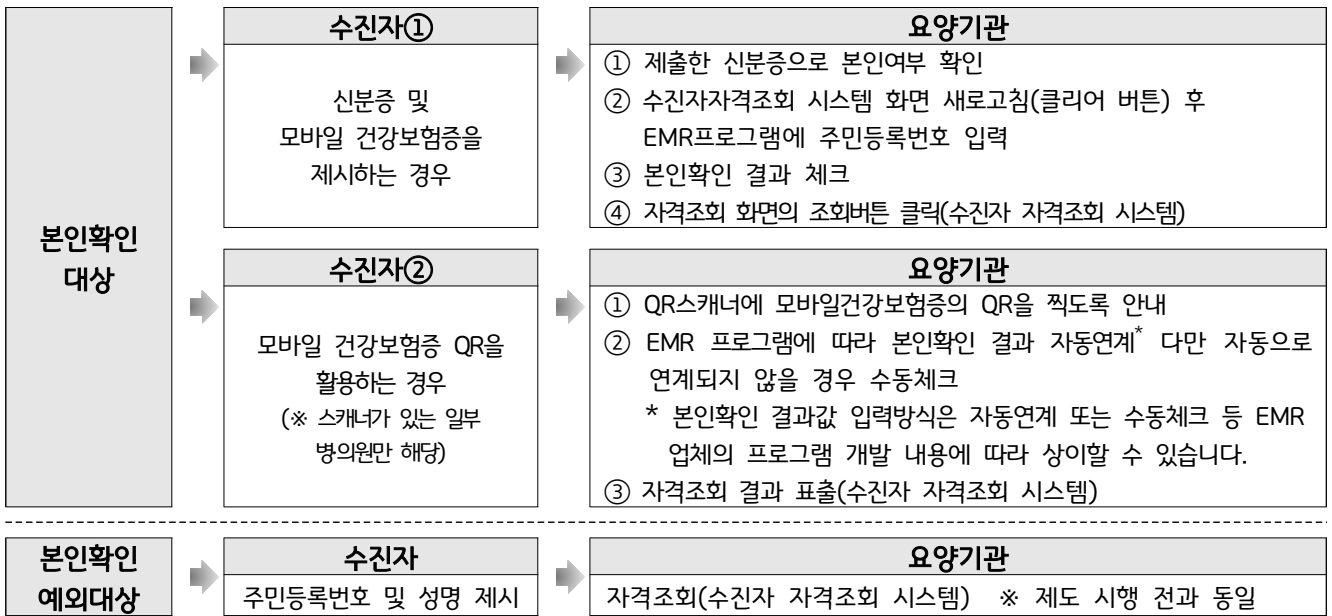 본인확인
대상
수진자①
신분증 및
모바일 건강보험증을
제시하는 경우
요양기관
① 제출한 신분증으로 본인여부 확인
② 수진자자격조회 시스템 화면 새로고침(클리어 버튼) 후
EMR프로그램에 주민등록번호 입력
③ 본인확인 결과 체크
④ 자격조회 화면의 조회버튼 클릭(수진자 자격조회 시스템)
수진자②
모바일 건강보험증 QR을
활용하는 경우
(※ 스캐너가 있는 일부
병의원만 해당)
요양기관
① QR스캐너에 모바일건강보험증의 QR을 찍도록 안내
② EMR 프로그램에 따라 본인확인 결과 자동연계* 다만 자동으로
연계되지 않을 경우 수동체크
* 본인확인 결과값 입력방식은 자동연계 또는 수동체크 등 EMR
업체의 프로그램 개발 내용에 따라 상이할 수 있습니다.
③ 자격조회 결과 표출(수진자 자격조회 시스템)
본인확인
예외대상
수진자
주민등록번호 및 성명 제시
요양기관
자격조회(수진자 자격조회 시스템) ※ 제도 시행 전과 동일